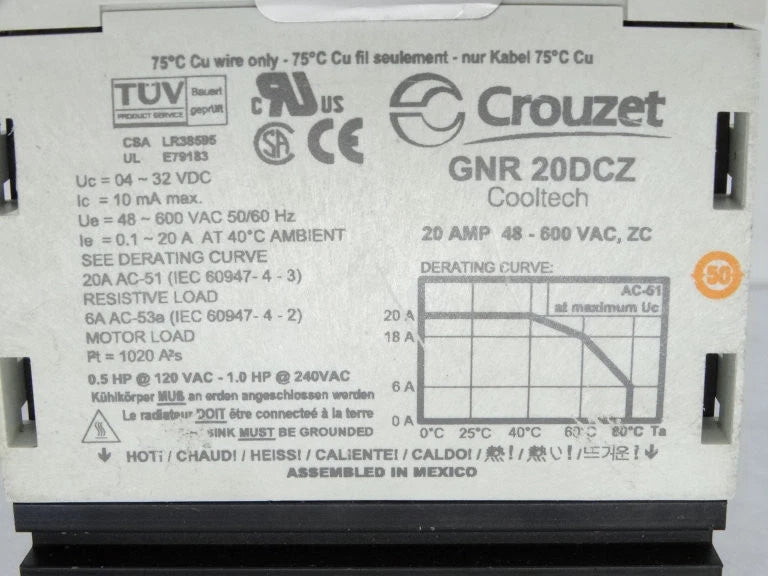 75°C Cu wire only - 75°C Cu fil seulement - nur Kabel 75°C Cu
TÜV Bauart geprüft
PRODUCT SERVICE
C UR US
CSA LR38595
UL E79183
SA CE
Crouzet
GNR 20DCZ
Cooltech
20 AMP 48 - 600 VAC, ZC
Uc = 04 ~ 32 VDC
Ic = 10 mA max.
Ue = 48 ~ 600 VAC 50/60 Hz
Ie = 0.1 ~ 20 A AT 40°C AMBIENT
SEE DERATING CURVE
20A AC-51 (IEC 60947- 4 - 3)
RESISTIVE LOAD
6A AC-53a (IEC 60947- 4 - 2)
MOTOR LOAD
I²t = 1020 A²s
0.5 HP @ 120 VAC - 1.0 HP @ 240VAC
DERATING CURVE:
AC-51
at maximum Uc
20 A
18 A
6 A
0 A
0°C 25°C 40°C 60°C 80°C Ta
50
Kühlkörper MUß an erden angeschlossen werden
Le radiateur DOIT être connecteé à la terre
SINK MUST BE GROUNDED
HOT! / CHAUD! / HEISS! / CALIENTE! / CALDO! / 熱! / 熱い! / 뜨거운!
ASSEMBLED IN MEXICO